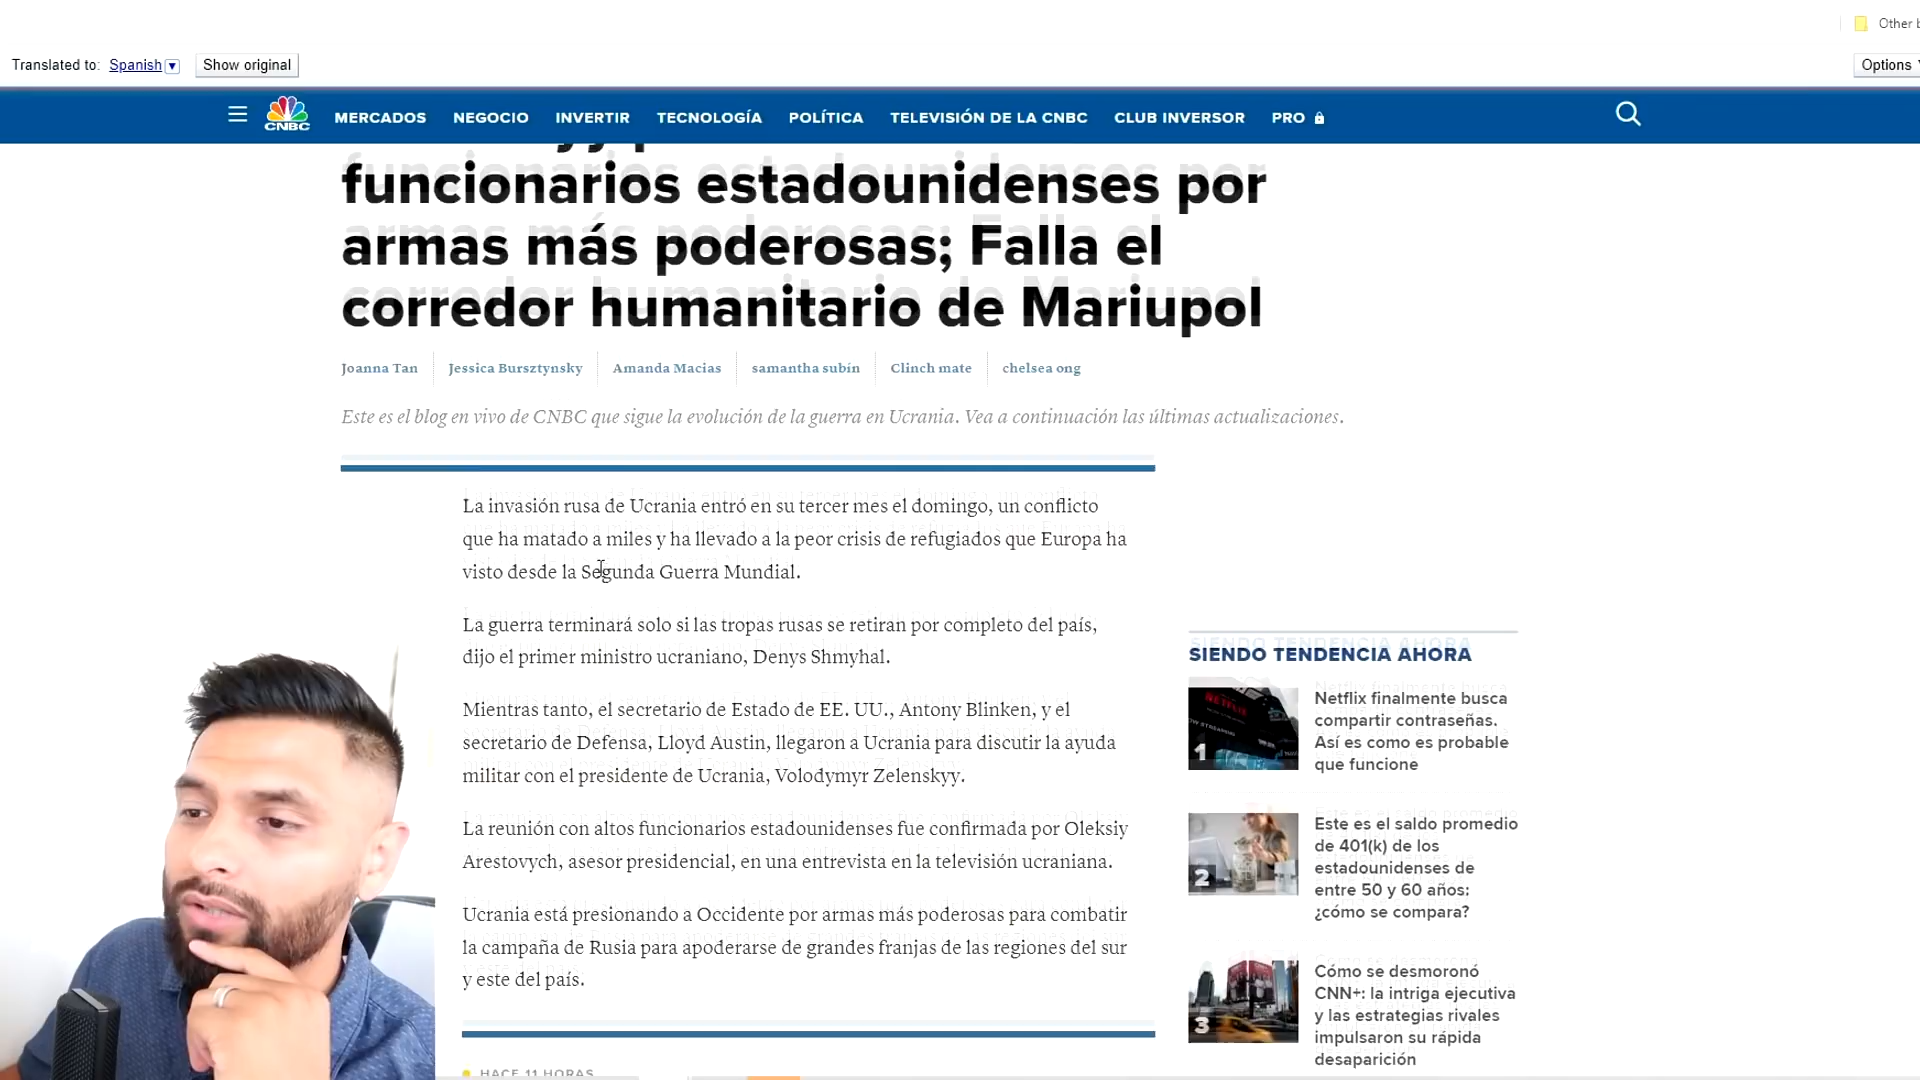 Other b
Translated to: Spanish Show original
Options
CNBC MERCADOS NEGOCIO INVERTIR TECNOLOGÍA POLÍTICA TELEVISIÓN DE LA CNBC CLUB INVERSOR PRO
funcionarios estadounidenses por
armas más poderosas; Falla el
corredor humanitario de Mariupol
Joanna Tan Jessica Bursztynsky Amanda Macias samantha subín Clinch mate chelsea ong
Este es el blog en vivo de CNBC que sigue la evolución de la guerra en Ucrania. Vea a continuación las últimas actualizaciones.
La invasión rusa de Ucrania entró en su tercer mes el domingo, un conflicto
que ha matado a miles y ha llevado a la peor crisis de refugiados que Europa ha
visto desde la Segunda Guerra Mundial.
La guerra terminará solo si las tropas rusas se retiran por completo del país,
dijo el primer ministro ucraniano, Denys Shmyhal.
Mientras tanto, el secretario de Estado de EE. UU., Antony Blinken, y el
secretario de Defensa, Lloyd Austin, llegaron a Ucrania para discutir la ayuda
militar con el presidente de Ucrania, Volodymyr Zelenskyy.
La reunión con altos funcionarios estadounidenses fue confirmada por Oleksiy
Arestovych, asesor presidencial, en una entrevista en la televisión ucraniana.
Ucrania está presionando a Occidente por armas más poderosas para combatir
la campaña de Rusia para apoderarse de grandes franjas de las regiones del sur
y este del país.
HACE 11 HORAS
SIENDO TENDENCIA AHORA
NETFLIX
1
Netflix finalmente busca
compartir contraseñas.
Así es como es probable
que funcione
2
Este es el saldo promedio
de 401(k) de los
estadounidenses de
entre 50 y 60 años:
¿cómo se compara?
3
Cómo se desmoronó
CNN+: la intriga ejecutiva
y las estrategias rivales
impulsaron su rápida
desaparición